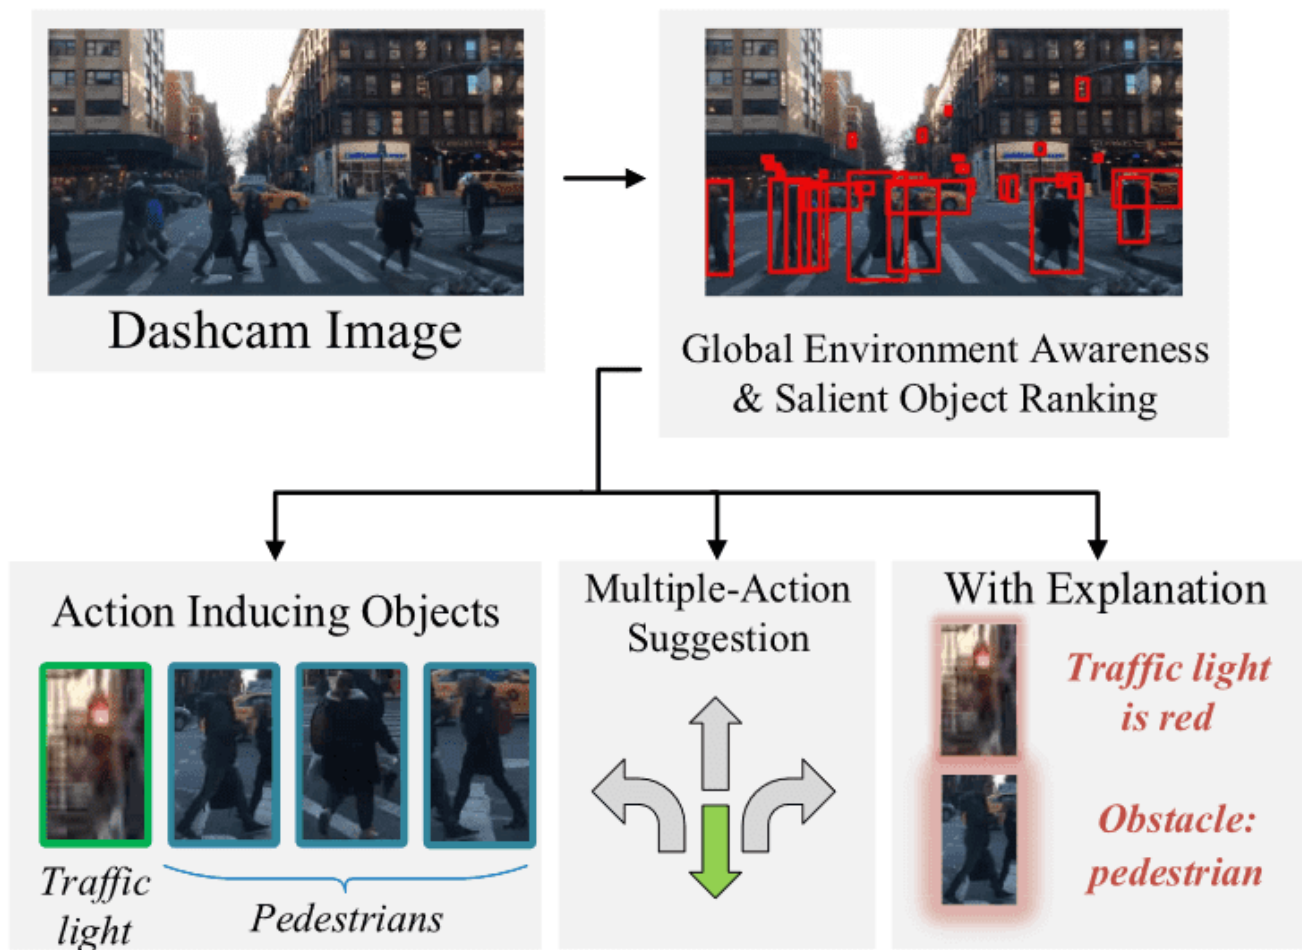 Dashcam Image
Global Environment Awareness
& Salient Object Ranking
Action Inducing Objects
Traffic
light
Pedestrians
Multiple-Action
Suggestion
With Explanation
Traffic light
is red
Obstacle:
pedestrian